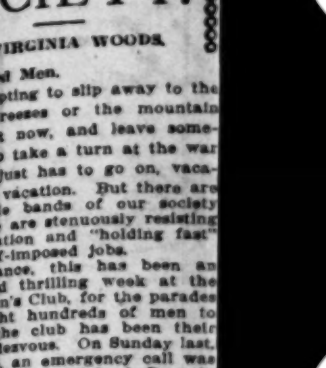 CIETY.
VIRGINIA WOODS.
Men.
pting to slip away to the
reezes or the mountain
now, and leave some-
take a turn at the war
just has to go on, vaca-
vacation. But there are
bands of our society
are stenuously resisting
ation and "holding fast"
f-imposed jobs.
ance, this has been an
d thrilling week at the
n's Club, for the parades
ht hundreds of men to
he club has been their
dezvous. On Sunday last,
an emergency call was